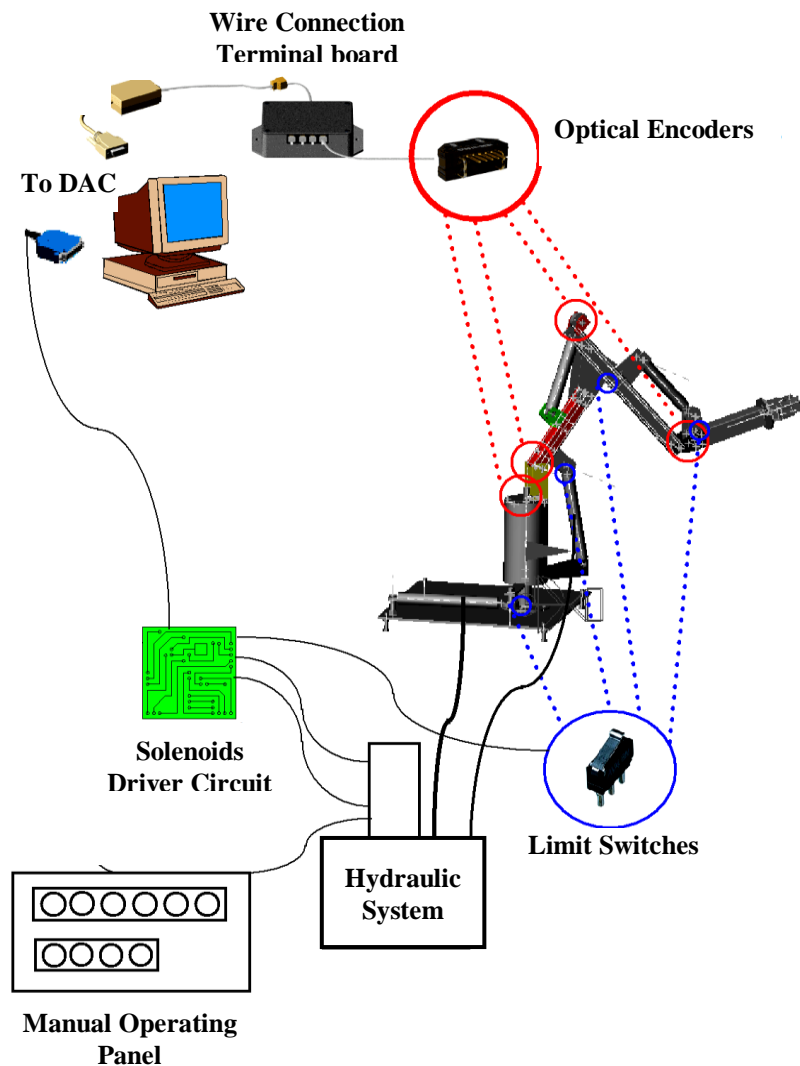 Wire Connection
Terminal board
Optical Encoders
To DAC
Solenoids
Driver Circuit
Limit Switches
Hydraulic
System
Manual Operating
Panel